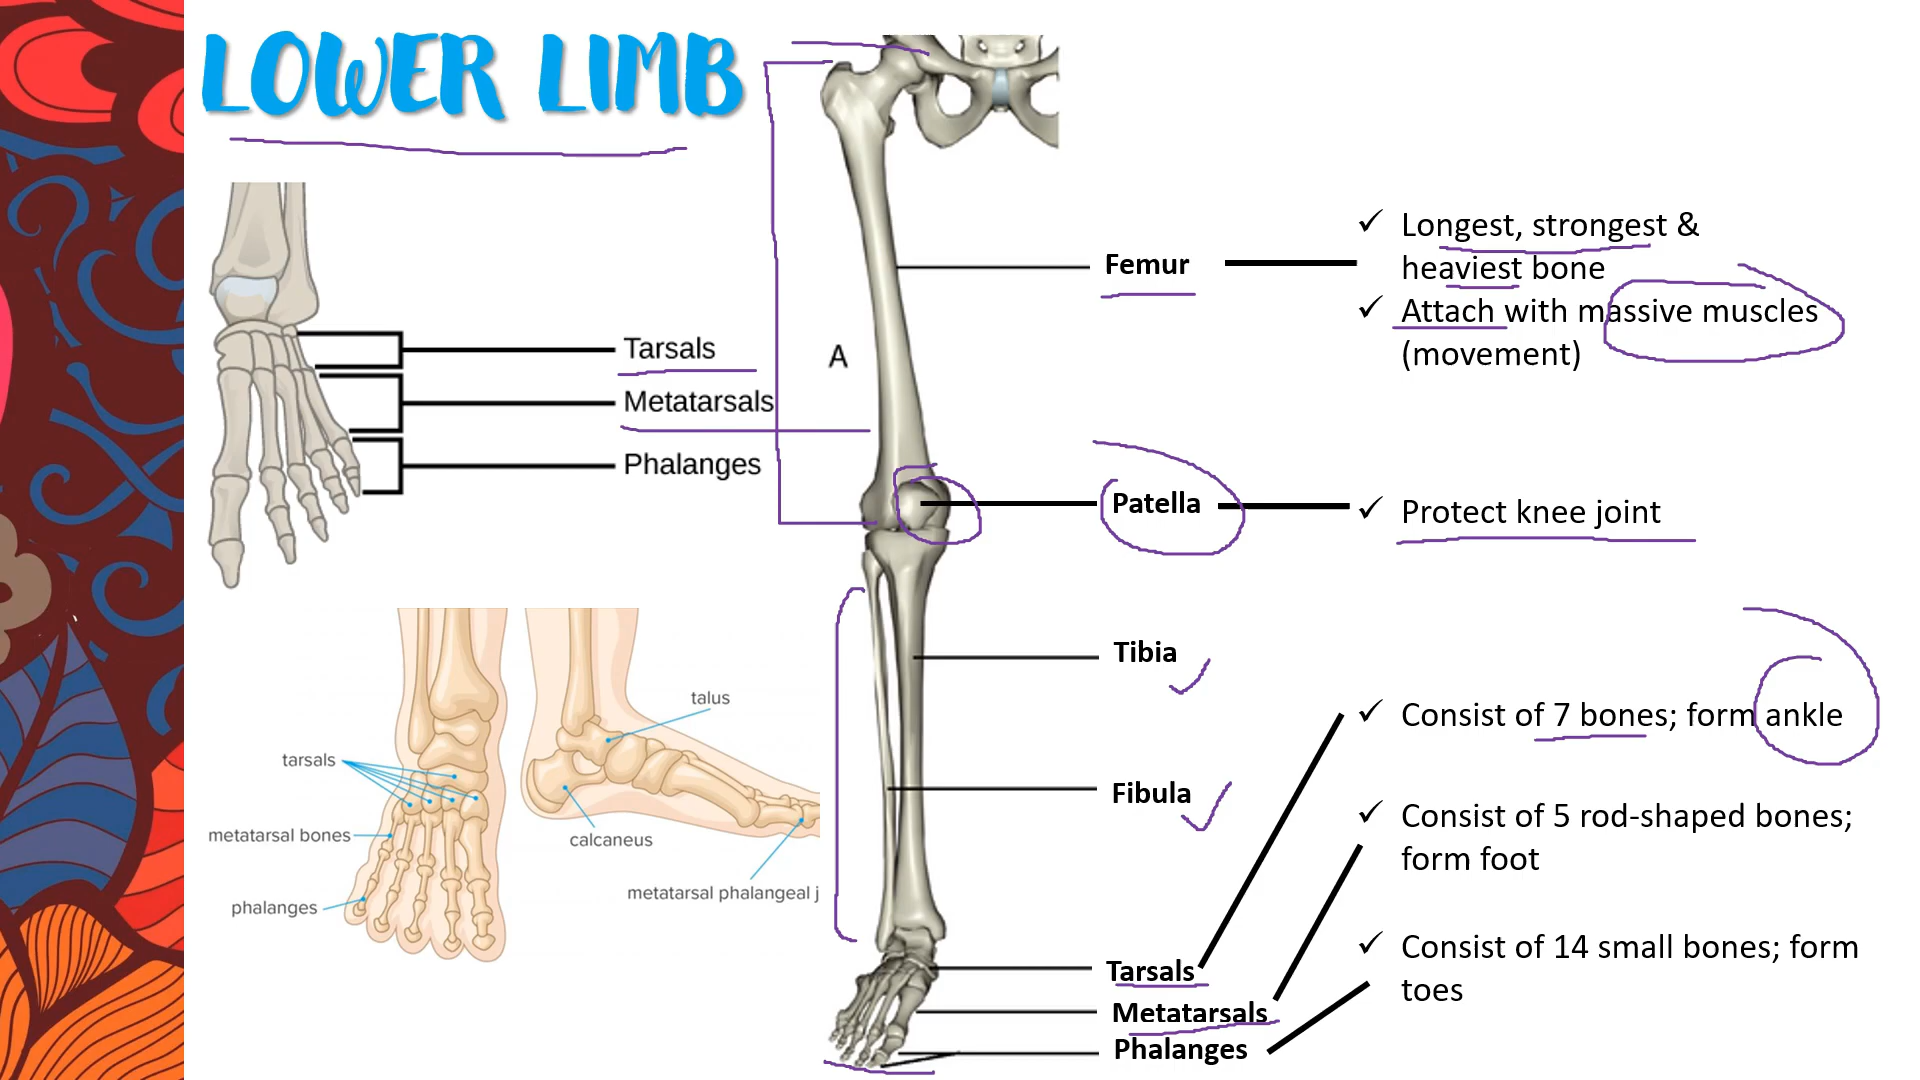 LOWER LIMB
Tarsals
Metatarsals
Phalanges
talus
tarsals
metatarsal bones
calcaneus
phalanges
metatarsal phalangeal j
A
Femur
✓ Longest, strongest &
heaviest bone
✓ Attach with massive muscles
(movement)
Patella
✓ Protect knee joint
Tibia
Fibula
✓ Consist of 7 bones; form ankle
✓ Consist of 5 rod-shaped bones;
form foot
✓ Consist of 14 small bones; form
toes
Tarsals
Metatarsals
Phalanges